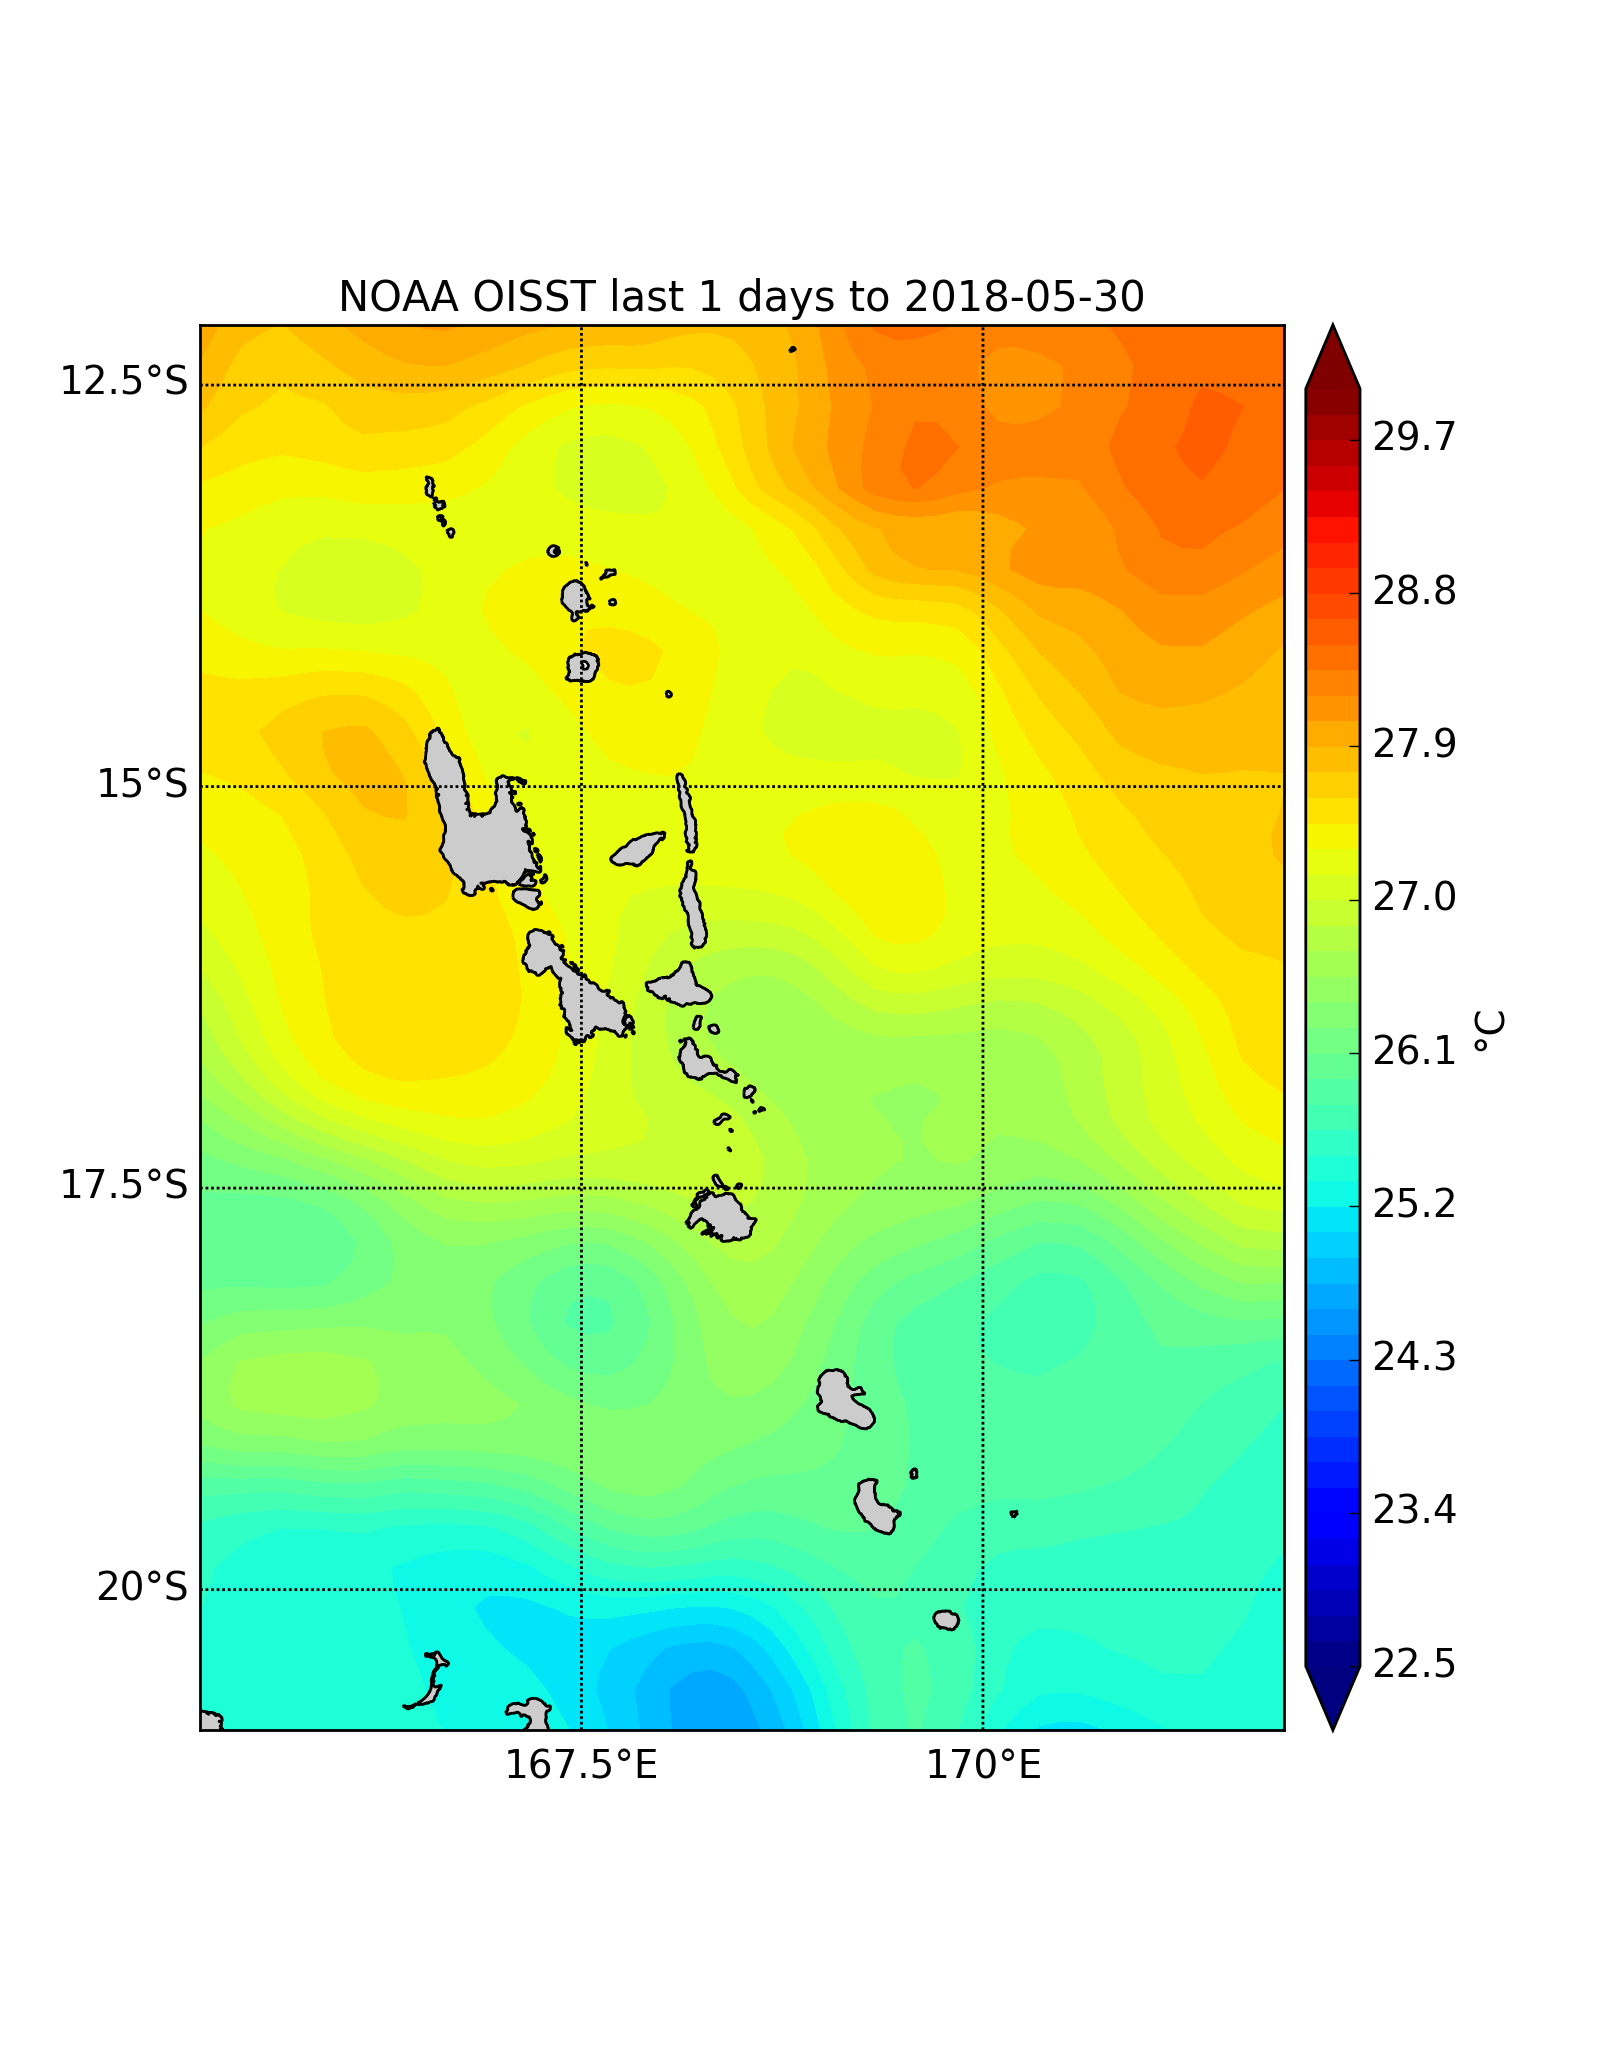 NOAA OISST last 1 days to 2018-05-30
12.5°S
15°S
17.5°S
20°S
167.5°E
170°E
29.7
28.8
27.9
27.0
26.1
25.2
24.3
23.4
22.5
°C